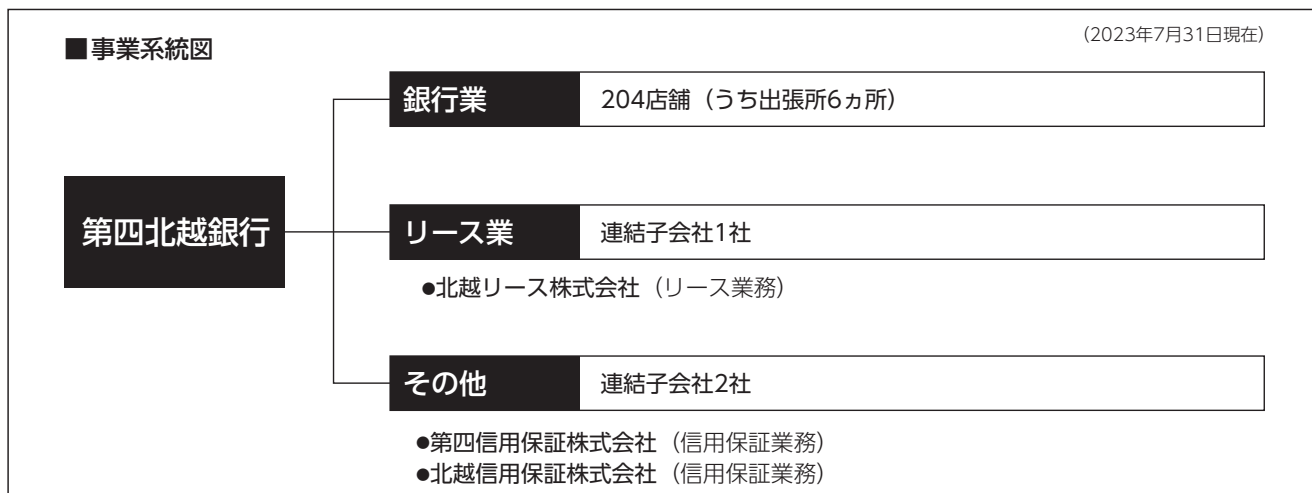 ■事業系統図
（2023年7月31日現在）
銀行業
204店舗（うち出張所6ヵ所）
第四北越銀行
リース業
連結子会社1社
●北越リース株式会社（リース業務）
その他
連結子会社2社
●第四信用保証株式会社（信用保証業務）
●北越信用保証株式会社（信用保証業務）